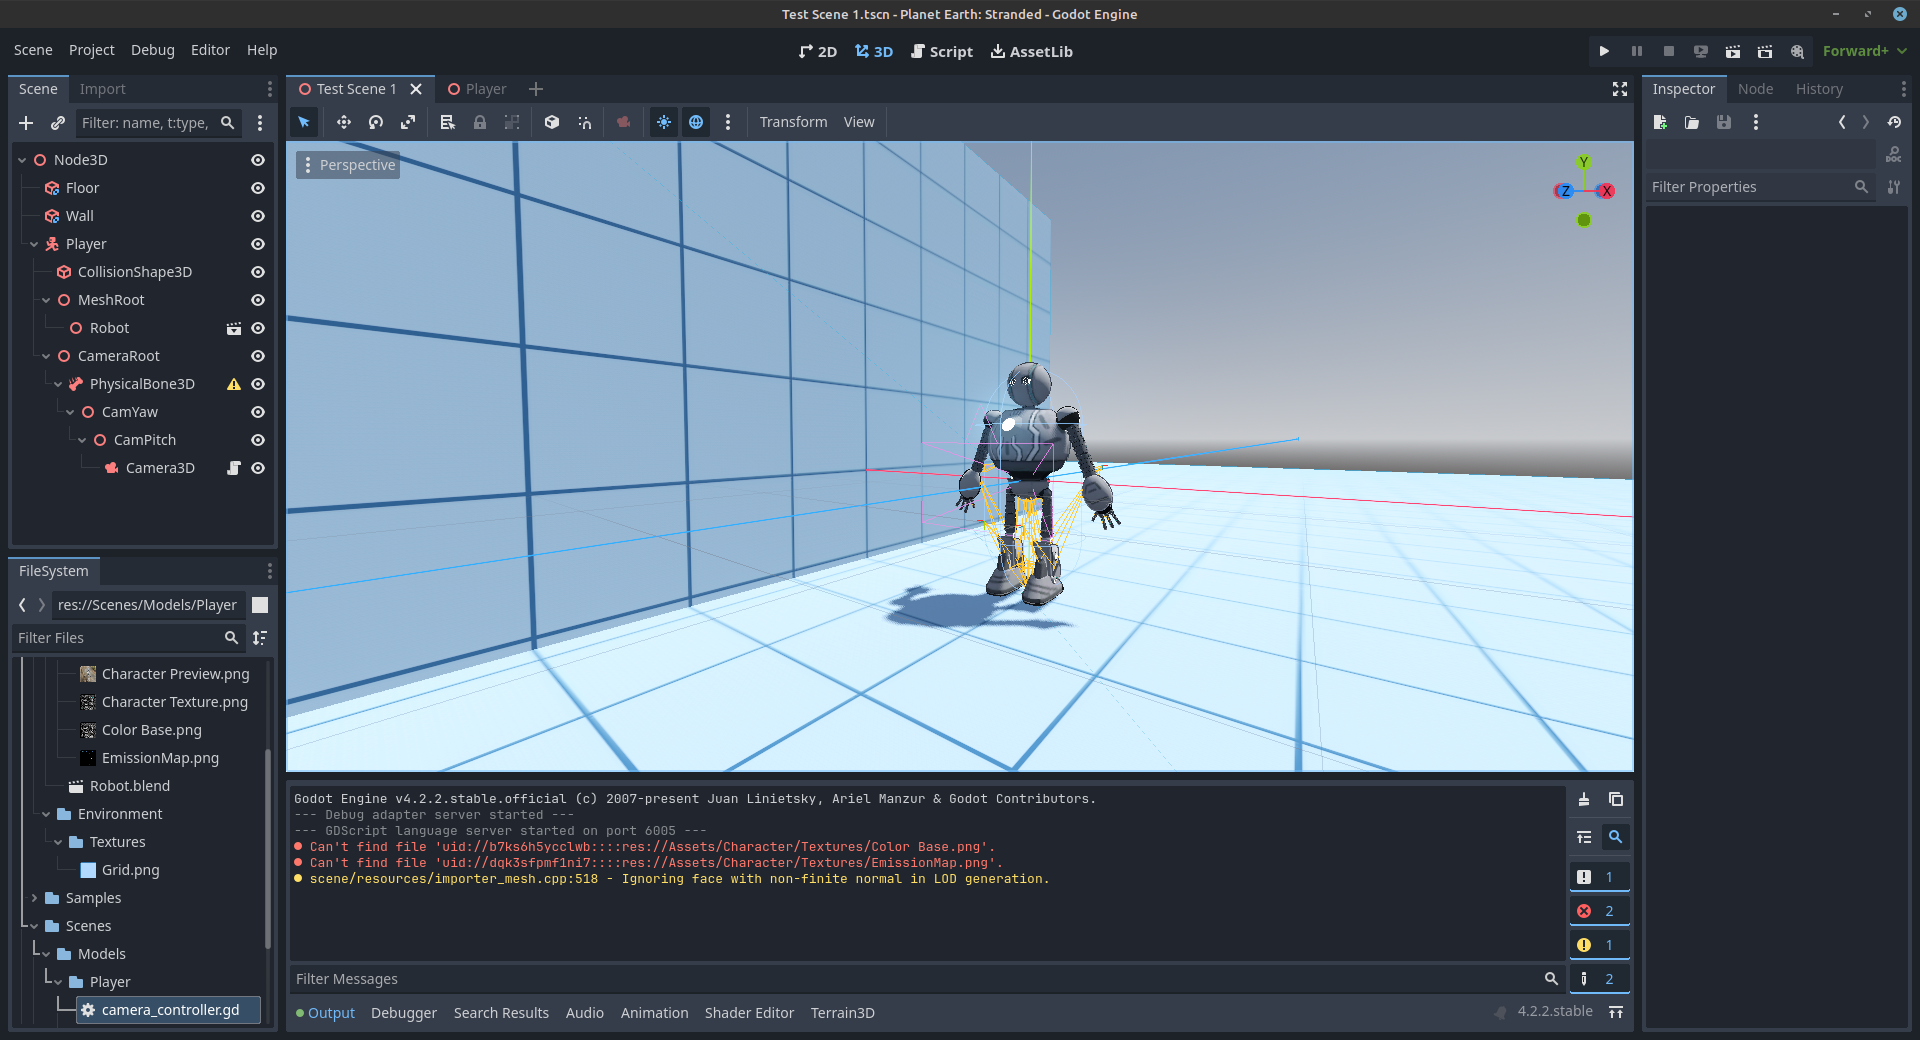 Test Scene 1.tscn - Planet Earth: Stranded - Godot Engine
Scene Project Debug Editor Help
2D 3D Script AssetLib
Forward+
Scene Import
Filter: name, t:type,
Node3D
Floor
Wall
Player
CollisionShape3D
MeshRoot
Robot
CameraRoot
PhysicalBone3D
CamYaw
CamPitch
Camera3D
FileSystem
res://Scenes/Models/Player
Filter Files
Character Preview.png
Character Texture.png
Color Base.png
EmissionMap.png
Robot.blend
Environment
Textures
Grid.png
Samples
Scenes
Models
Player
camera_controller.gd
Test Scene 1 Player
Transform View
Perspective
Y
Z X
Godot Engine v4.2.2.stable.official (c) 2007-present Juan Linietsky, Ariel Manzur & Godot Contributors.
--- Debug adapter server started ---
--- GDScript language server started on port 6005 ---
Can't find file 'uid://b7ks6h5ycclwb::::res://Assets/Character/Textures/Color Base.png'.
Can't find file 'uid://dqk3sfpmf1ni7::::res://Assets/Character/Textures/EmissionMap.png'.
scene/resources/importer_mesh.cpp:518 - Ignoring face with non-finite normal in LOD generation.
1
2
1
2
Filter Messages
Output Debugger Search Results Audio Animation Shader Editor Terrain3D
4.2.2.stable
Inspector Node History
DOC
Filter Properties